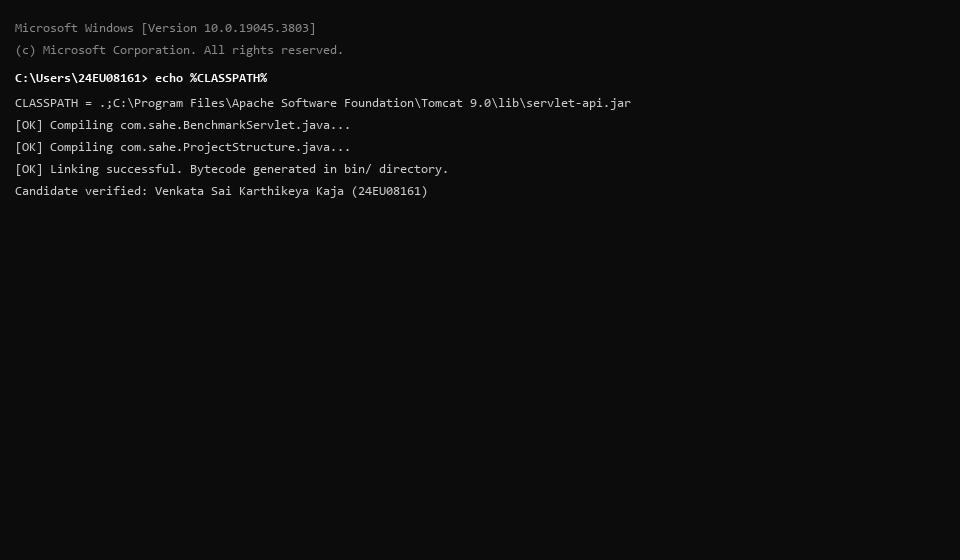 Microsoft Windows [Version 10.0.19045.3803]
(c) Microsoft Corporation. All rights reserved.
C:\Users\24EU08161> echo %CLASSPATH%
CLASSPATH = .;C:\Program Files\Apache Software Foundation\Tomcat 9.0\lib\servlet-api.jar
[OK] Compiling com.sahe.BenchmarkServlet.java...
[OK] Compiling com.sahe.ProjectStructure.java...
[OK] Linking successful. Bytecode generated in bin/ directory.
Candidate verified: Venkata Sai Karthikeya Kaja (24EU08161)